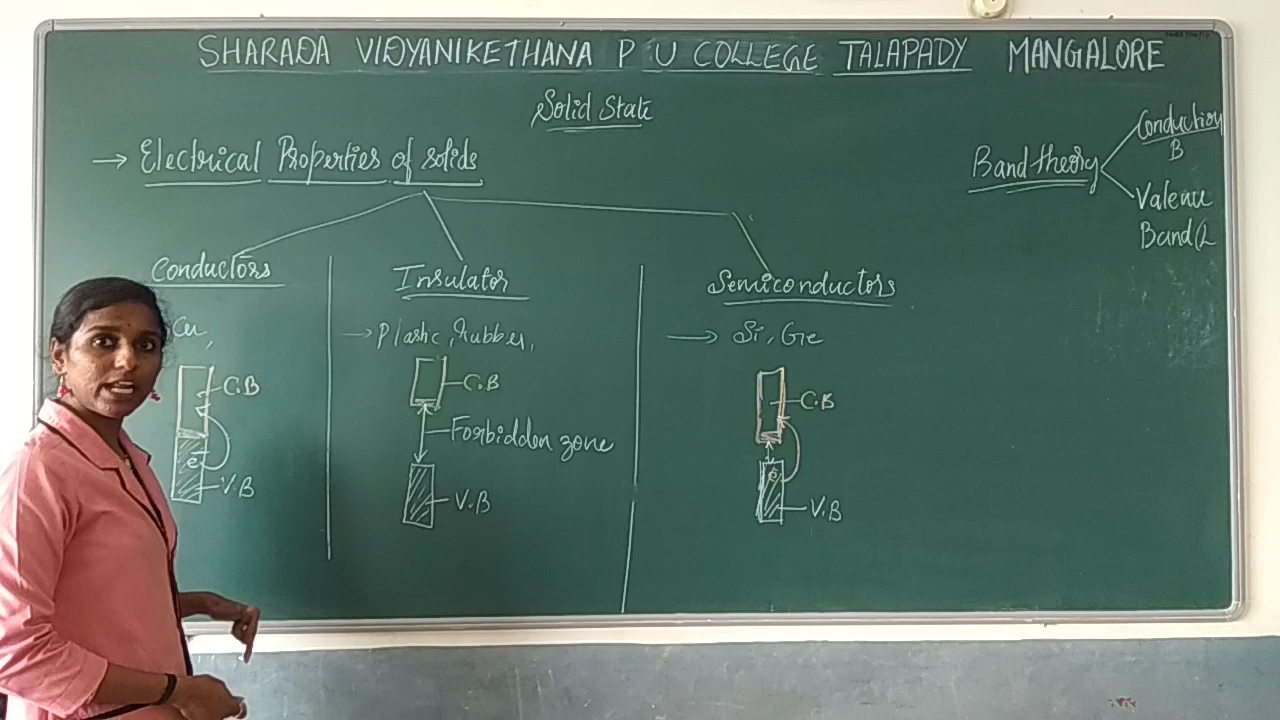 SHARADA VIDYANIKETHANA P U COLLEGE TALAPADY MANGALORE
Solid State
→ Electrical Properties of solids
Band theory
Conduction
B
Valence
Band(
Conductors
Cu,
C.B
e⁻
V.B
Insulator
→ Plastic, rubber,
C.B
Forbidden zone
V.B
Semiconductors
→ Si, Ge
C.B
e⁻
V.B